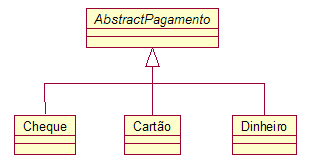 AbstractPagamento
Cheque
Cartão
Dinheiro